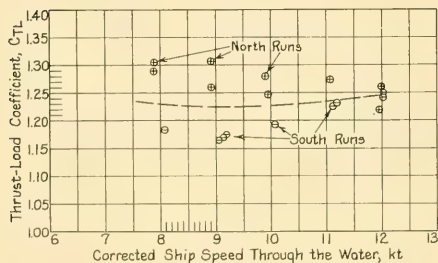 Thrust-Load Coefficient, CTL
1.40
1.35
1.30
1.25
1.20
1.15
1.10
1.05
1.00
North Runs
South Runs
6 7 8 9 10 11 12 13
Corrected Ship Speed Through the Water, kt